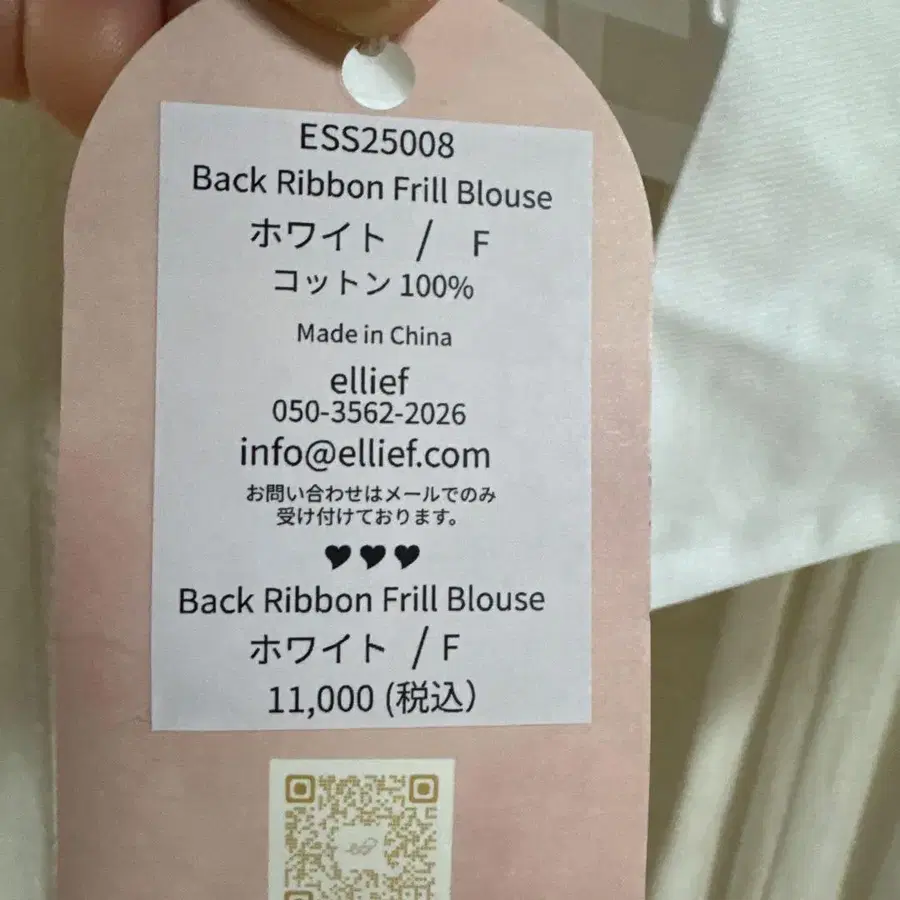 ESS25008
Back Ribbon Frill Blouse
ホワイト / F
コットン 100%
Made in China
ellief
050-3562-2026
info@ellief.com
お問い合わせはメールでのみ
受け付けております。
Back Ribbon Frill Blouse
ホワイト / F
11,000 (税込)